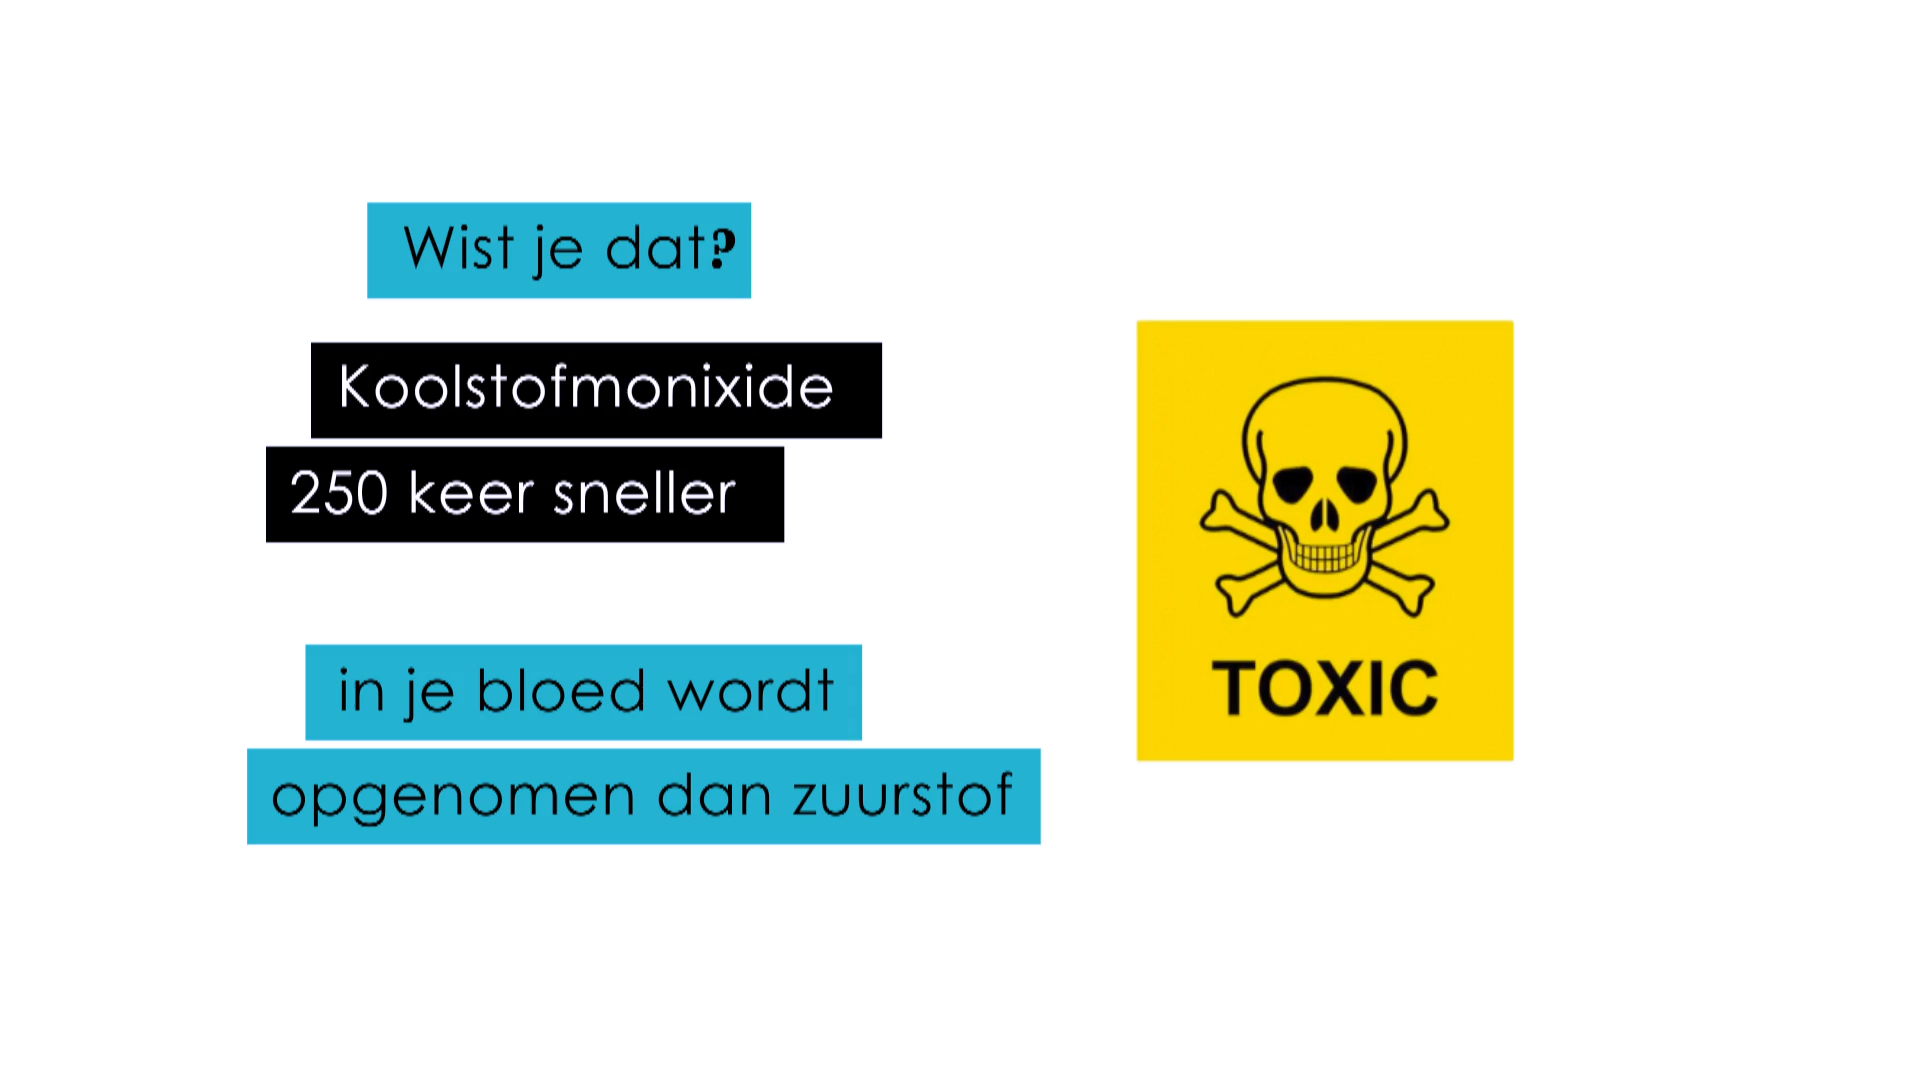 Wist je dat?
Koolstofmonixide
250 keer sneller
in je bloed wordt
opgenomen dan zuurstof
TOXIC